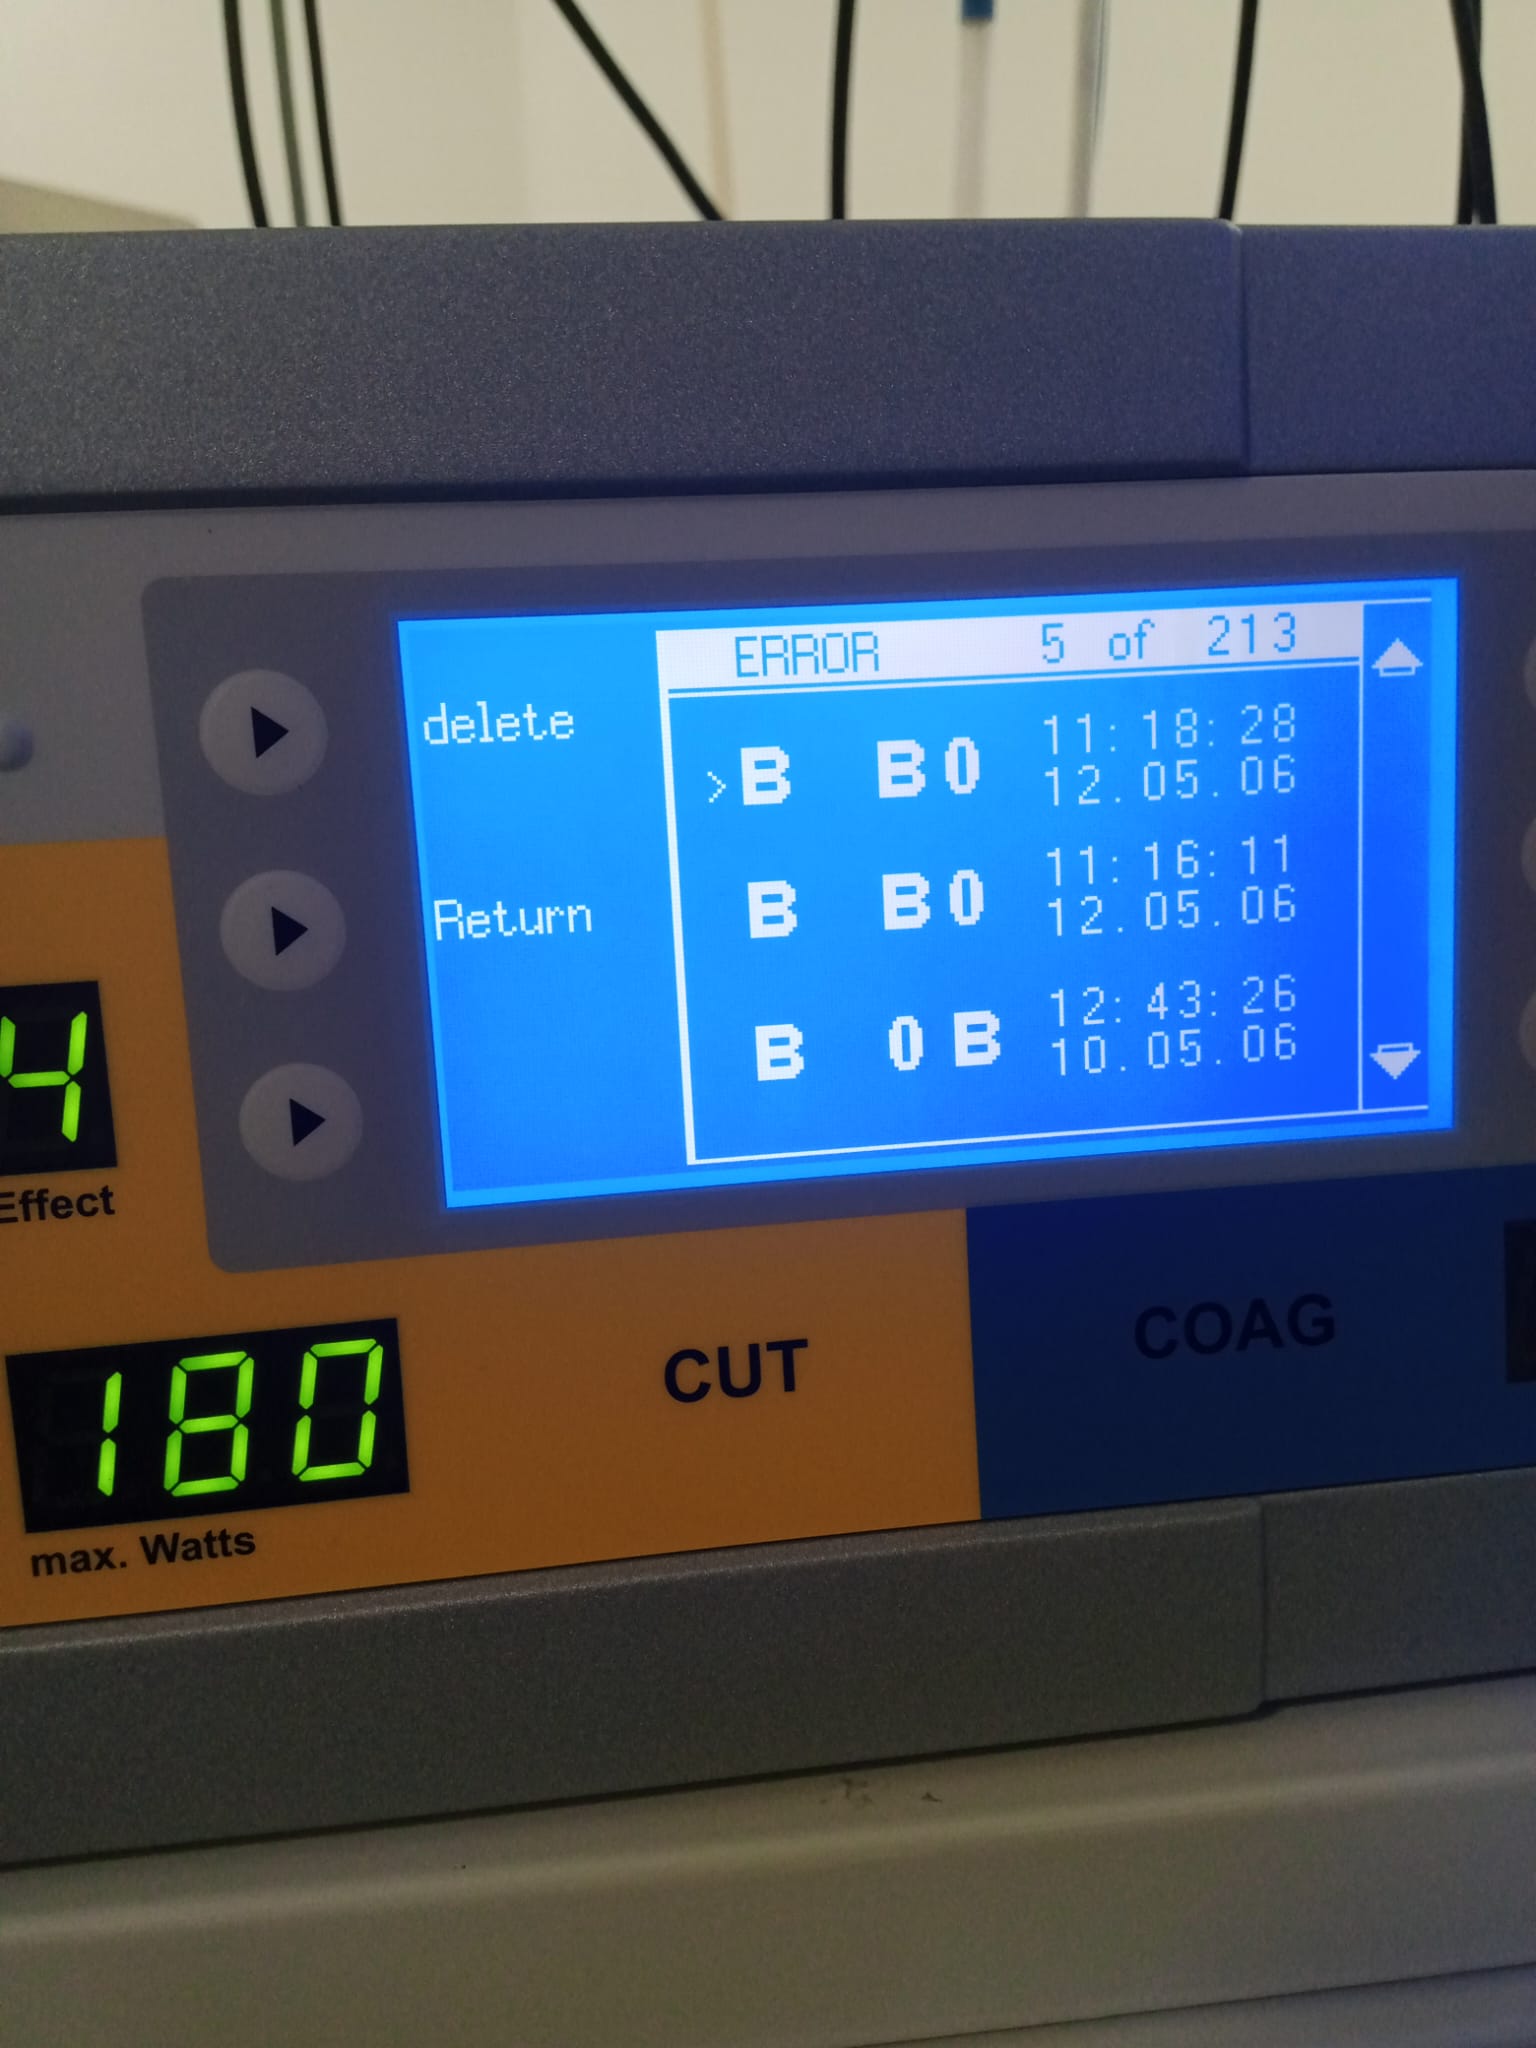 ERROR 5 of 213
delete
>B B0 11:18:28
12.05.06
B B0 11:16:11
12.05.06
Return
B 0B 12:43:26
10.05.06
4
Effect
180
max. Watts
CUT
COAG